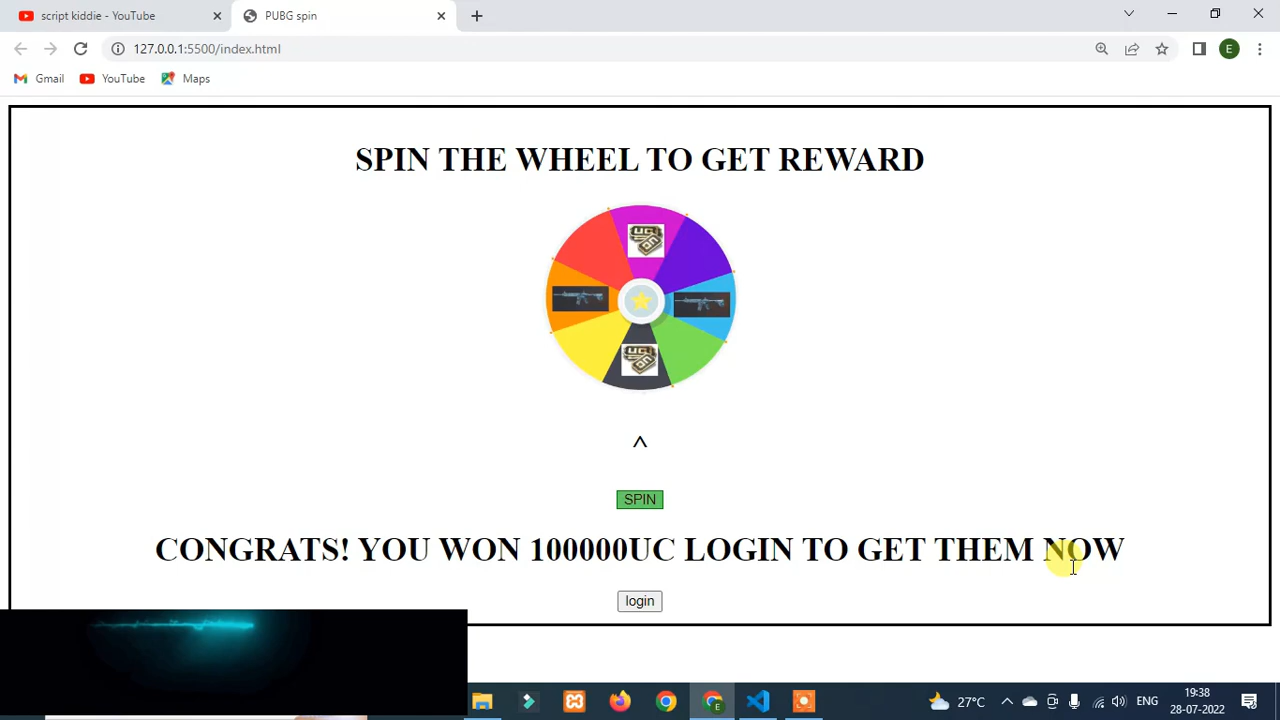 script kiddie - YouTube
PUBG spin
127.0.0.1:5500/index.html
E
Gmail
YouTube
Maps
SPIN THE WHEEL TO GET REWARD
UC
UC
^
SPIN
CONGRATS! YOU WON 100000UC LOGIN TO GET THEM NOW
login
27°C
ENG
19:38
28-07-2022